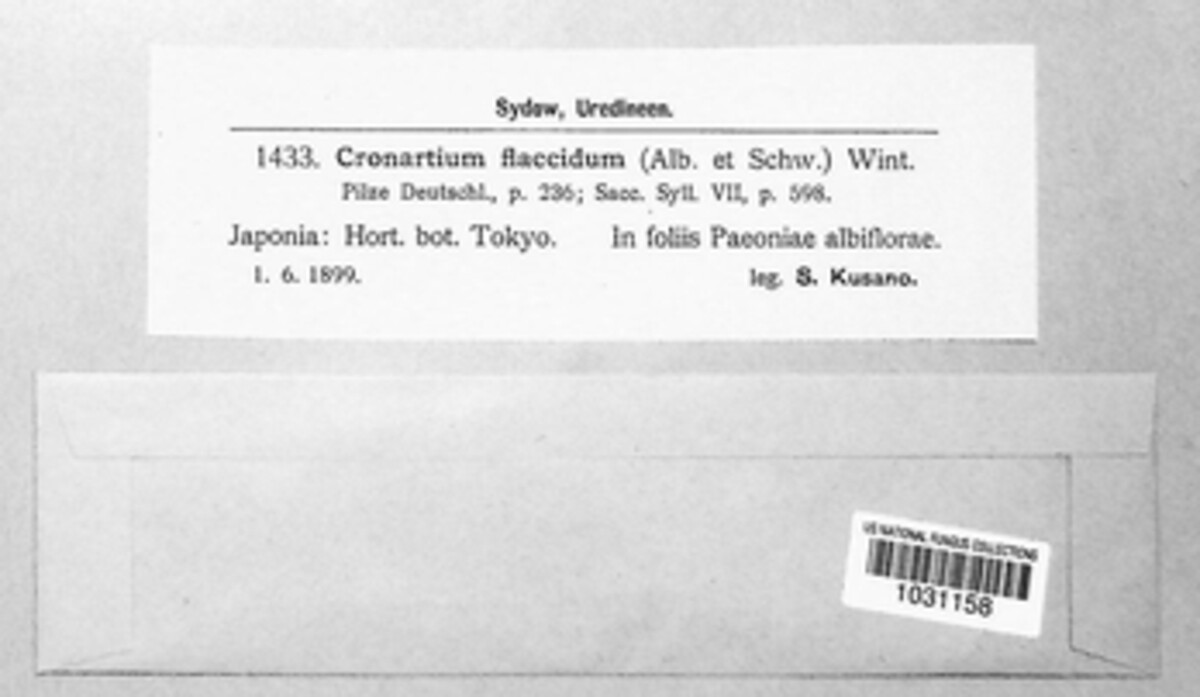 Sydow, Uredineen.
1433. Cronartium flaccidum (Alb. et Schw.) Wint.
Pilze Deutschl., p. 236; Sacc. Syll. VII, p. 598.
Japonia: Hort. bot. Tokyo. In foliis Paeoniae albiflorae.
1. 6. 1899. leg. S. Kusano.
US NATIONAL FUNGUS COLLECTIONS
1031158